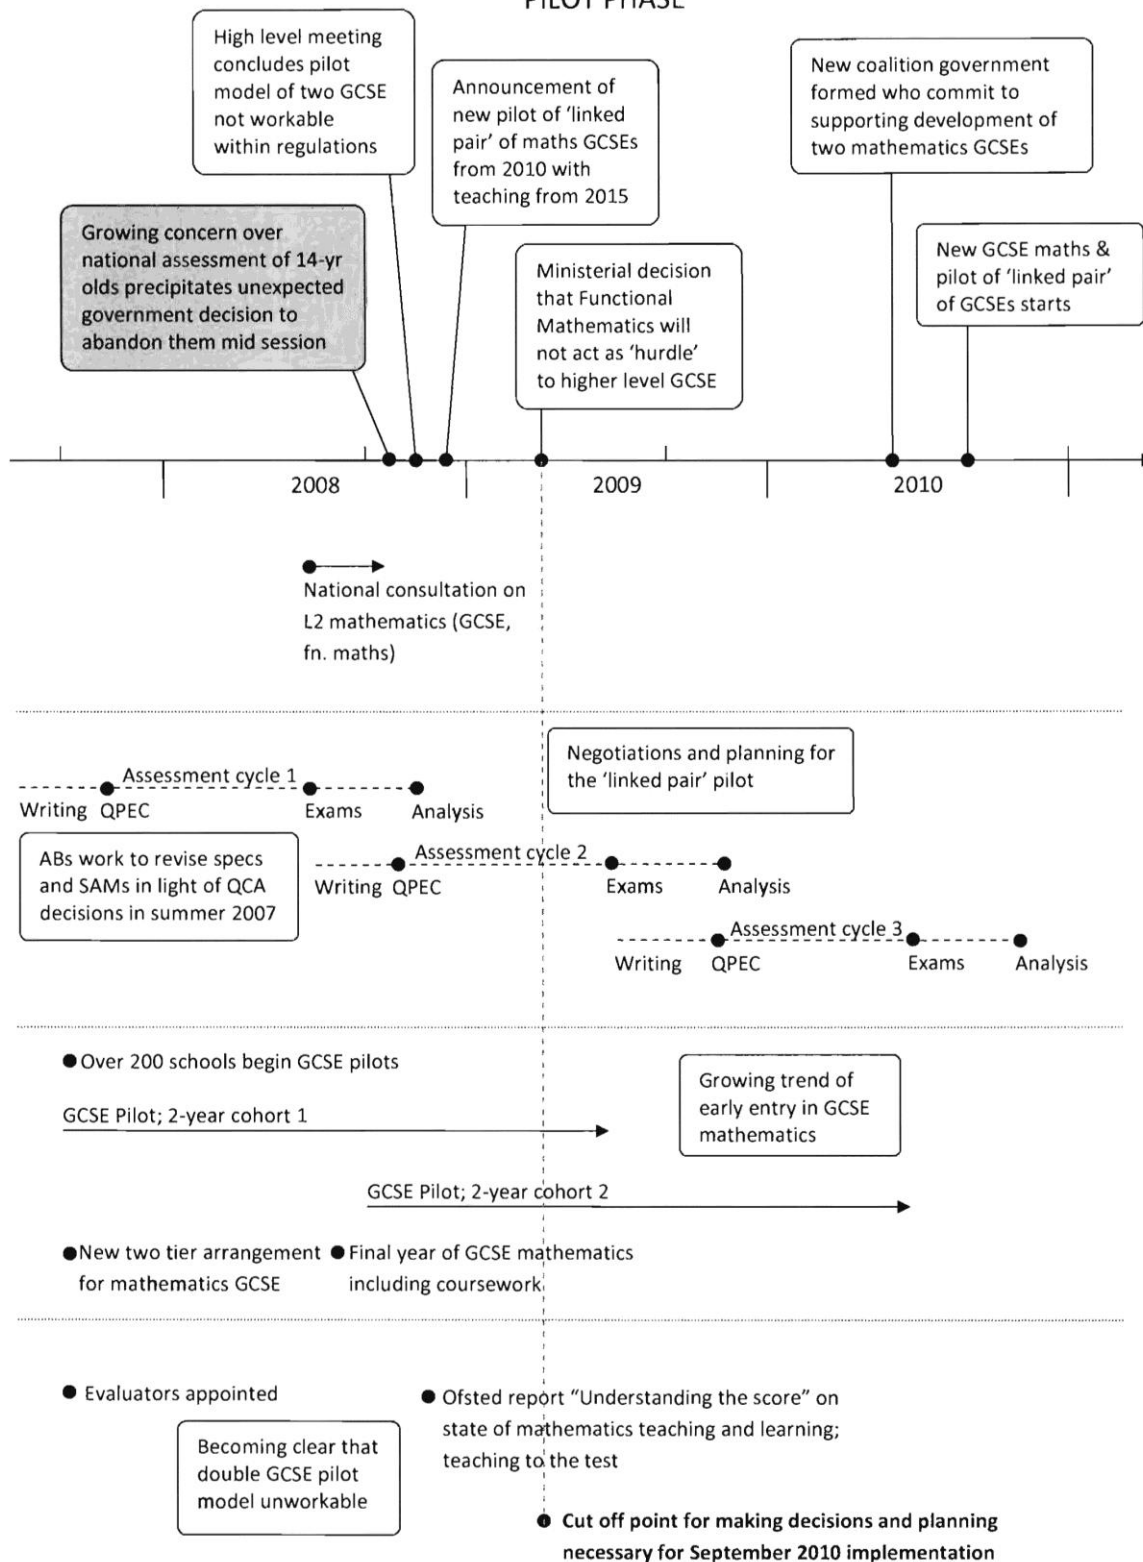 PILOT PHASE
High level meeting
concludes pilot
model of two GCSE
not workable
within regulations
Announcement of
new pilot of ‘linked
pair’ of maths GCSEs
from 2010 with
teaching from 2015
New coalition government
formed who commit to
supporting development of
two mathematics GCSEs
Growing concern over
national assessment of 14-yr
olds precipitates unexpected
government decision to
abandon them mid session
Ministerial decision
that Functional
Mathematics will
not act as ‘hurdle’
to higher level GCSE
New GCSE maths &
pilot of ‘linked pair’
of GCSEs starts
2008
2009
2010
National consultation on
L2 mathematics (GCSE,
fn. maths)
Negotiations and planning for
the ‘linked pair’ pilot
Assessment cycle 1
Writing QPEC Exams Analysis
ABs work to revise specs
and SAMs in light of QCA
decisions in summer 2007
Assessment cycle 2
Writing QPEC Exams Analysis
Assessment cycle 3
Writing QPEC Exams Analysis
Over 200 schools begin GCSE pilots
GCSE Pilot; 2-year cohort 1
Growing trend of
early entry in GCSE
mathematics
GCSE Pilot; 2-year cohort 2
New two tier arrangement
for mathematics GCSE
Final year of GCSE mathematics
including coursework
Evaluators appointed
Becoming clear that
double GCSE pilot
model unworkable
Ofsted report “Understanding the score” on
state of mathematics teaching and learning;
teaching to the test
Cut off point for making decisions and planning
necessary for September 2010 implementation